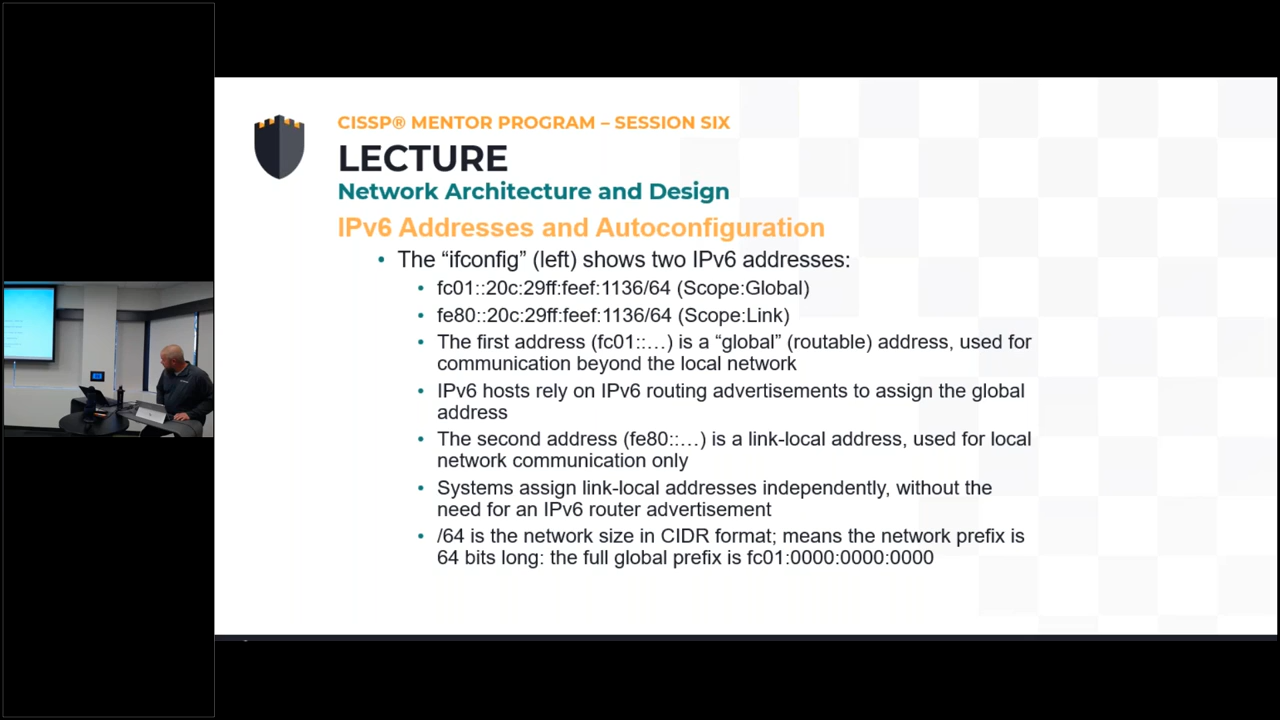 CISSP® MENTOR PROGRAM – SESSION SIX
LECTURE
Network Architecture and Design
IPv6 Addresses and Autoconfiguration
• The “ifconfig” (left) shows two IPv6 addresses:
• fc01::20c:29ff:feef:1136/64 (Scope:Global)
• fe80::20c:29ff:feef:1136/64 (Scope:Link)
• The first address (fc01::…) is a “global” (routable) address, used for
communication beyond the local network
• IPv6 hosts rely on IPv6 routing advertisements to assign the global
address
• The second address (fe80::…) is a link-local address, used for local
network communication only
• Systems assign link-local addresses independently, without the
need for an IPv6 router advertisement
• /64 is the network size in CIDR format; means the network prefix is
64 bits long: the full global prefix is fc01:0000:0000:0000